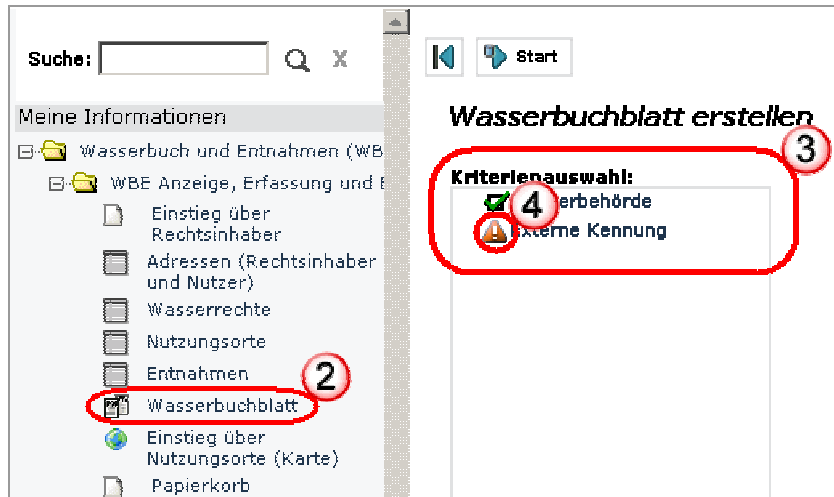 Suche:
X
Start
Meine Informationen
Wasserbuch und Entnahmen (WB
WBE Anzeige, Erfassung und E
Einstieg über
Rechtsinhaber
Adressen (Rechtsinhaber
und Nutzer)
Wasserrechte
Nutzungsorte
Entnahmen
2
Wasserbuchblatt
Einstieg über
Nutzungsorte (Karte)
Papierkorb
Wasserbuchblatt erstellen
3
Kriterienauswahl:
4
erbehörde
Externe Kennung